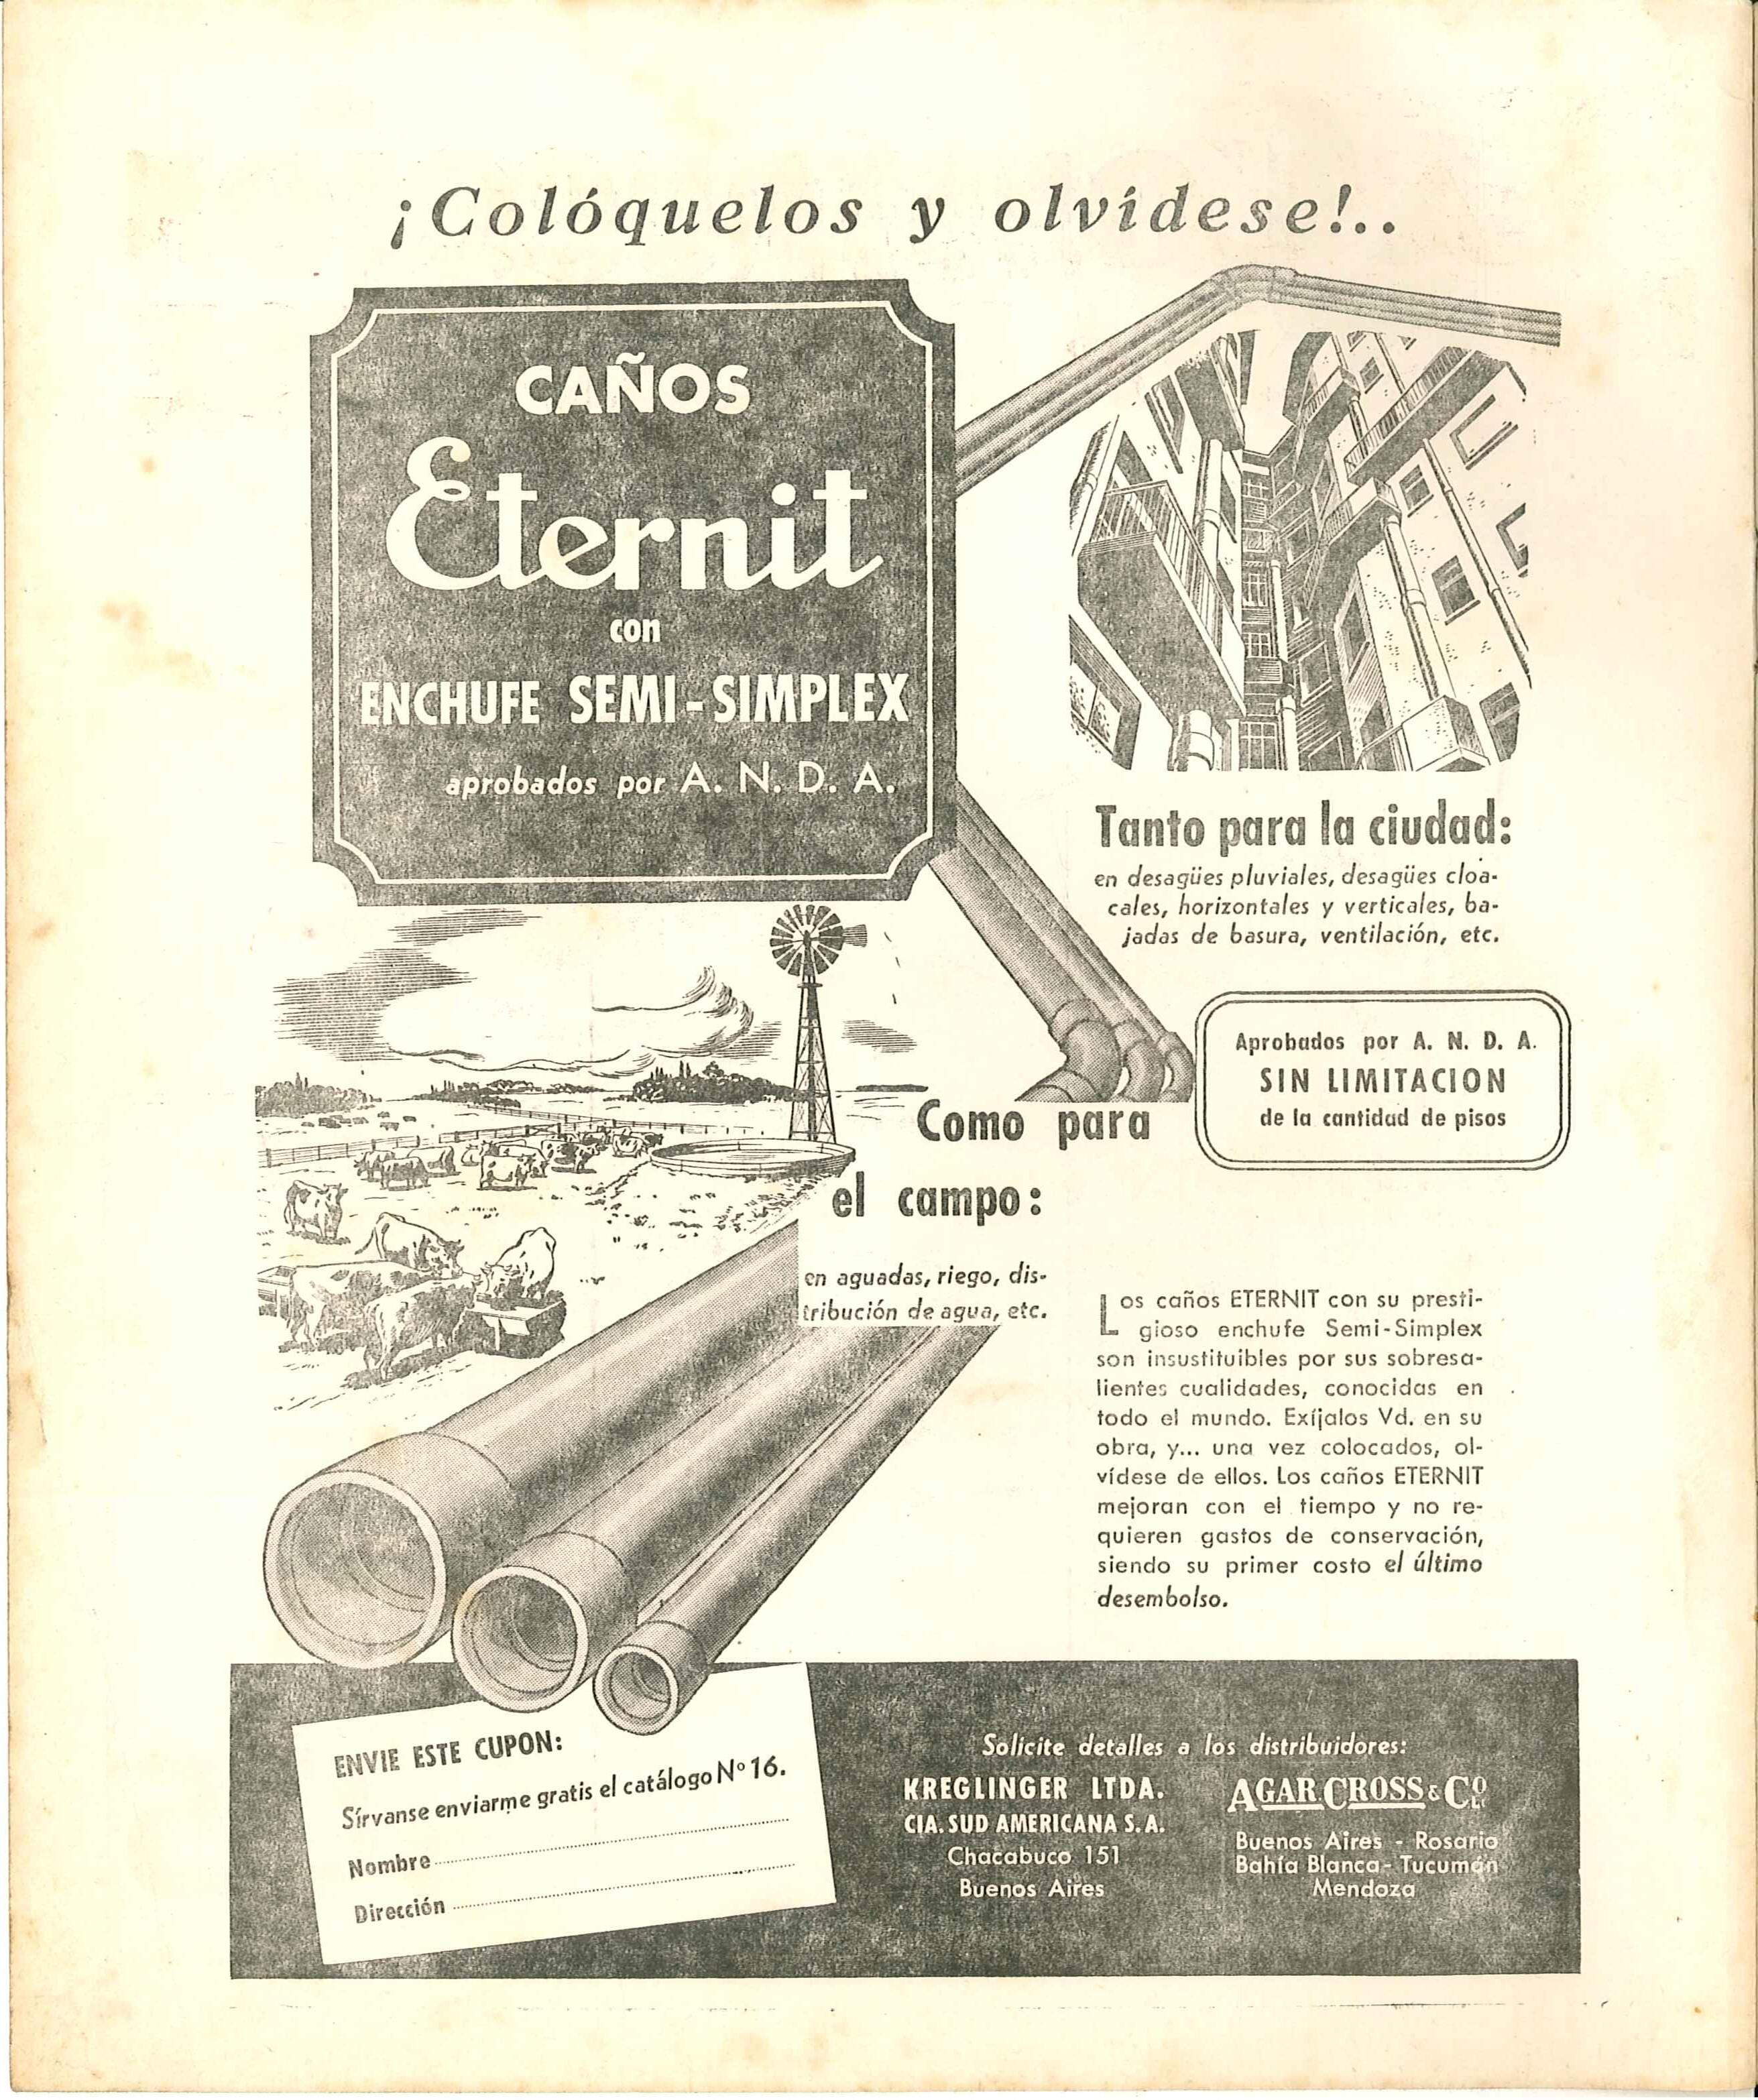 ¡Colóquelos y olvídese!..
CAÑOS
Eternit
con
ENCHUFE SEMI-SIMPLEX
aprobados por A. N. D. A.
Tanto para la ciudad:
en desagües pluviales, desagües cloa-
cales, horizontales y verticales, ba-
jadas de basura, ventilación, etc.
Aprobados por A. N. D. A.
SIN LIMITACION
de la cantidad de pisos
Como para
el campo:
en aguadas, riego, dis-
tribución de agua, etc.
Los caños ETERNIT con su presti-
gioso enchufe Semi-Simplex
son insustituibles por sus sobresa-
lientes cualidades, conocidas en
todo el mundo. Exíjalos Vd. en su
obra, y... una vez colocados, ol-
vídese de ellos. Los caños ETERNIT
mejoran con el tiempo y no re-
quieren gastos de conservación,
siendo su primer costo el último
desembolso.
ENVIE ESTE CUPON:
Sírvanse enviarme gratis el catálogo Nº 16.
Nombre
Dirección
Solicite detalles a los distribuidores:
KREGLINGER LTDA.
CIA. SUD AMERICANA S. A.
Chacabuco 151
Buenos Aires
AGAR. CROSS & Cº
Buenos Aires - Rosario
Bahía Blanca - Tucumán
Mendoza